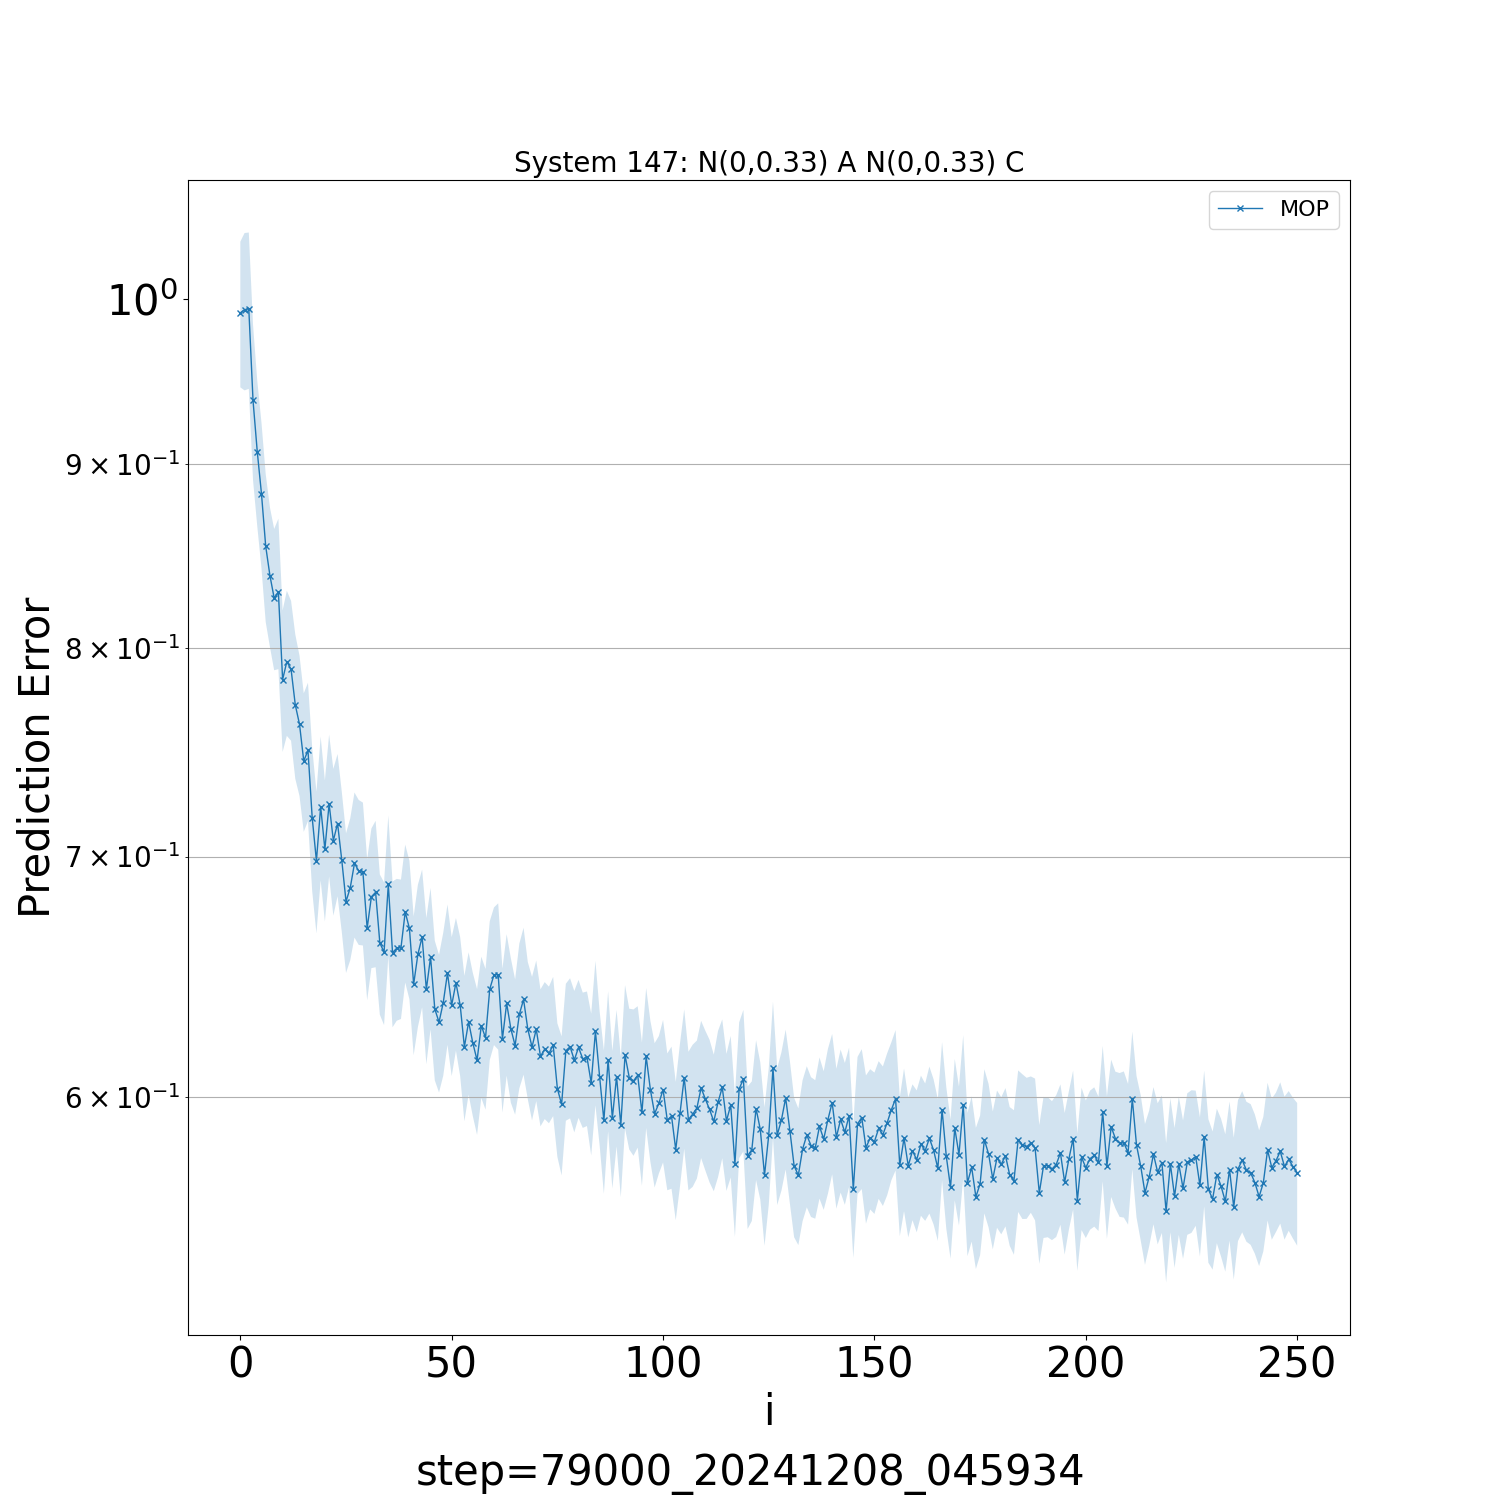 System 147: N(0,0.33) A N(0,0.33) C
MOP
Prediction Error
10⁰
9 × 10⁻¹
8 × 10⁻¹
7 × 10⁻¹
6 × 10⁻¹
0 50 100 150 200 250
i
step=79000_20241208_045934